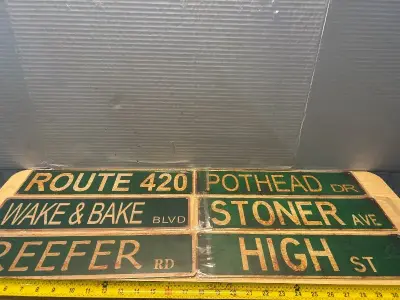 ROUTE 420
POTHEAD DR
WAKE & BAKE BLVD
STONER AVE
REEFER RD
HIGH ST